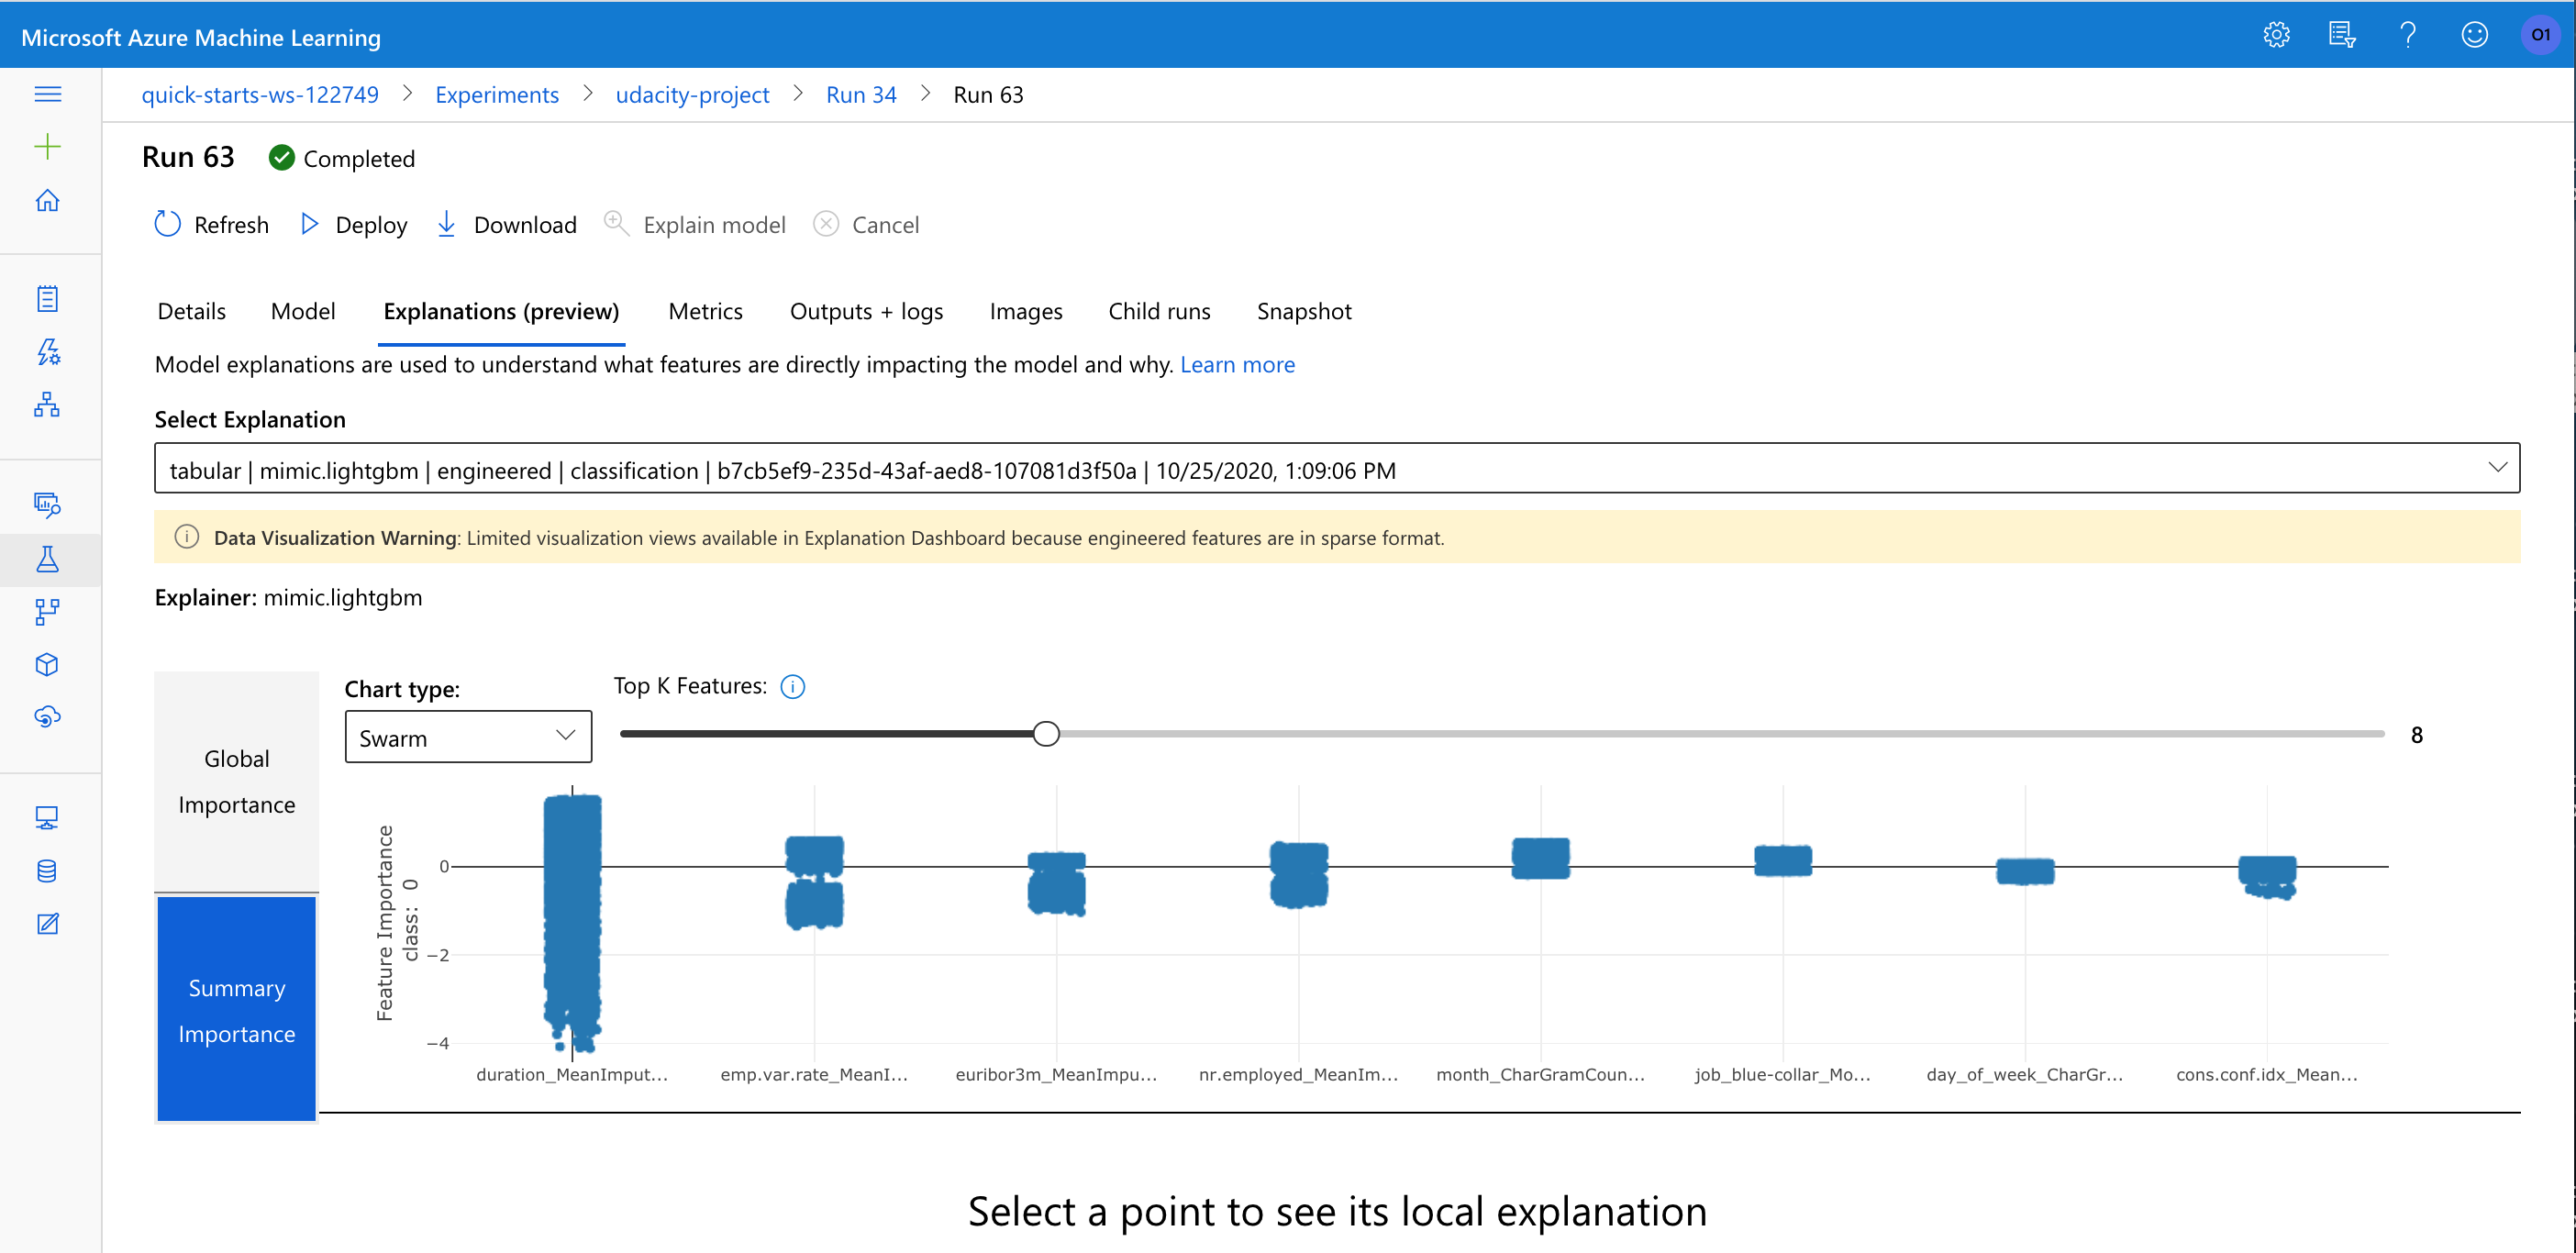 Microsoft Azure Machine Learning
O1
quick-starts-ws-122749 > Experiments > udacity-project > Run 34 > Run 63
Run 63 Completed
Refresh Deploy Download Explain model Cancel
Details Model Explanations (preview) Metrics Outputs + logs Images Child runs Snapshot
Model explanations are used to understand what features are directly impacting the model and why. Learn more
Select Explanation
tabular | mimic.lightgbm | engineered | classification | b7cb5ef9-235d-43af-aed8-107081d3f50a | 10/25/2020, 1:09:06 PM
Data Visualization Warning: Limited visualization views available in Explanation Dashboard because engineered features are in sparse format.
Explainer: mimic.lightgbm
Global
Importance
Summary
Importance
Chart type:
Swarm
Top K Features:
8
Feature Importance
class: 0
0
−2
−4
duration_MeanImput... emp.var.rate_MeanI... euribor3m_MeanImpu... nr.employed_MeanIm... month_CharGramCoun... job_blue-collar_Mo... day_of_week_CharGr... cons.conf.idx_Mean...
Select a point to see its local explanation